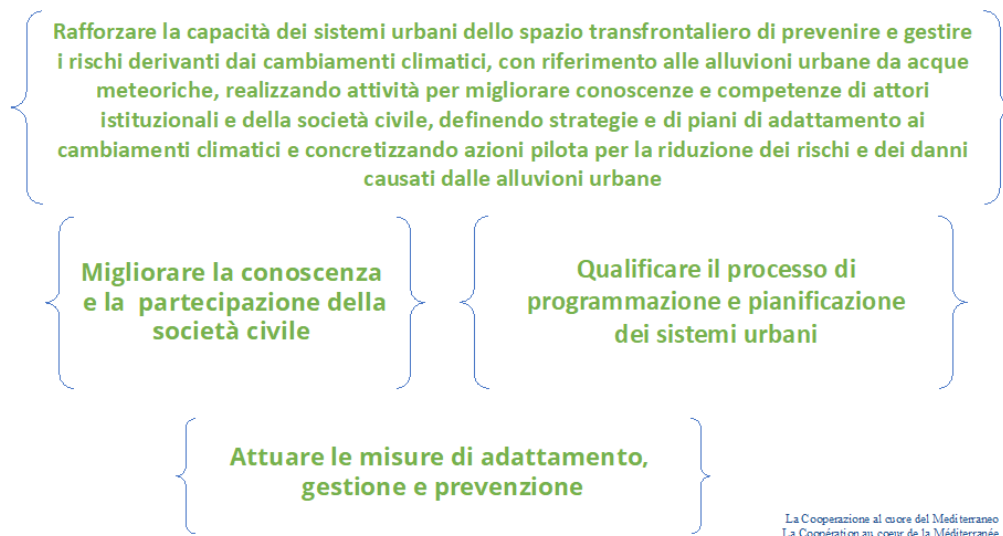 Rafforzare la capacità dei sistemi urbani dello spazio transfrontaliero di prevenire e gestire
i rischi derivanti dai cambiamenti climatici, con riferimento alle alluvioni urbane da acque
meteoriche, realizzando attività per migliorare conoscenze e competenze di attori
istituzionali e della società civile, definendo strategie e di piani di adattamento ai
cambiamenti climatici e concretizzando azioni pilota per la riduzione dei rischi e dei danni
causati dalle alluvioni urbane
Migliorare la conoscenza
e la partecipazione della
società civile
Qualificare il processo di
programmazione e pianificazione
dei sistemi urbani
Attuare le misure di adattamento,
gestione e prevenzione
La Cooperazione al cuore del Mediterraneo
La Coopération au coeur de la Méditerranée